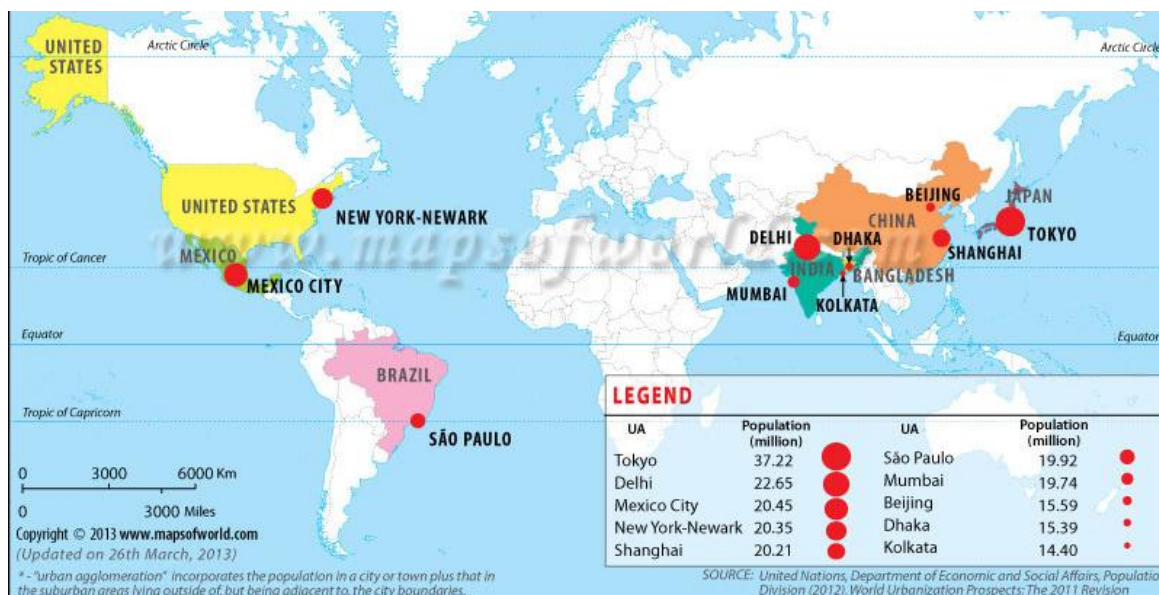 UNITED
STATES
Arctic Circle
Arctic Circle
UNITED STATES
NEW YORK-NEWARK
www.mapsofworld.com
BEIJING
JAPAN
CHINA
TOKYO
DELHI
DHAKA
SHANGHAI
Tropic of Cancer
MEXICO
MEXICO CITY
INDIA
BANGLADESH
MUMBAI
KOLKATA
Equator
Equator
BRAZIL
Tropic of Capricorn
SÃO PAULO
0 3000 6000 Km
0 3000 Miles
Copyright © 2013 www.mapsofworld.com
(Updated on 26th March, 2013)
* - "urban agglomeration" incorporates the population in a city or town plus that in
the suburban areas lying outside of, but being adjacent to, the city boundaries.
LEGEND
UA Population UA Population
(million) (million)
Tokyo 37.22 São Paulo 19.92
Delhi 22.65 Mumbai 19.74
Mexico City 20.45 Beijing 15.59
New York-Newark 20.35 Dhaka 15.39
Shanghai 20.21 Kolkata 14.40
SOURCE: United Nations, Department of Economic and Social Affairs, Population
Division (2012). World Urbanization Prospects: The 2011 Revision